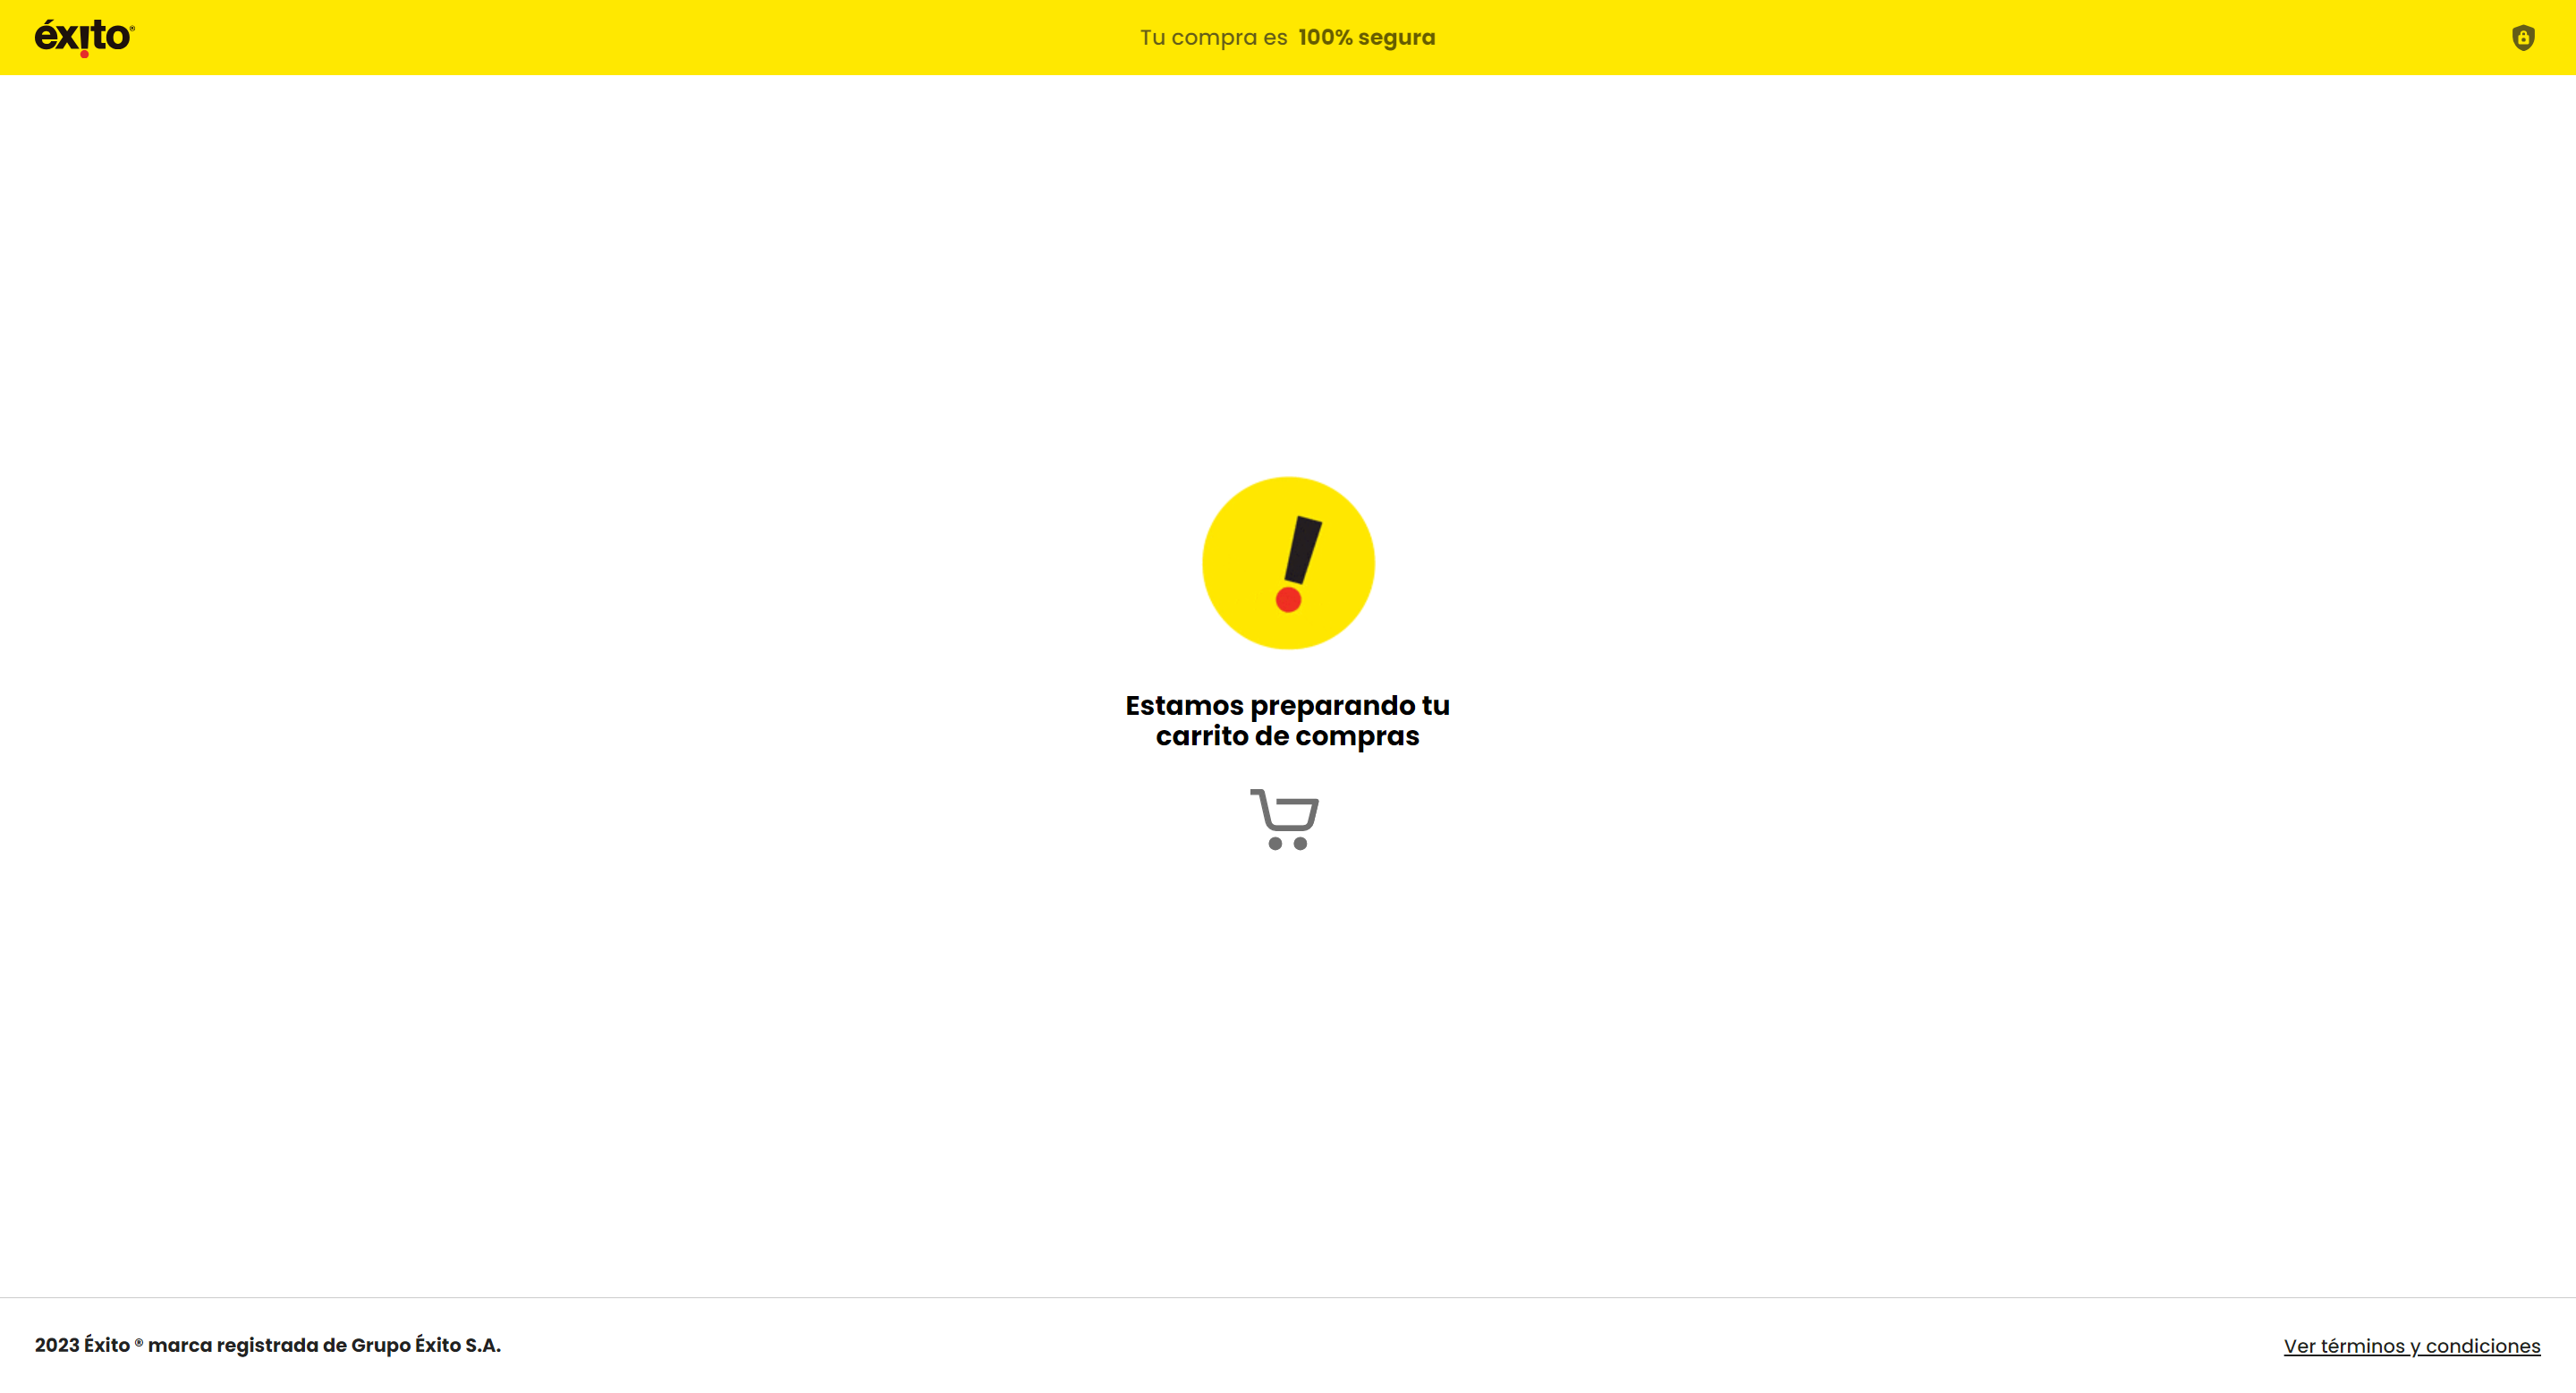 éxito®
Tu compra es 100% segura
Estamos preparando tu
carrito de compras
2023 Éxito ® marca registrada de Grupo Éxito S.A.
Ver términos y condiciones